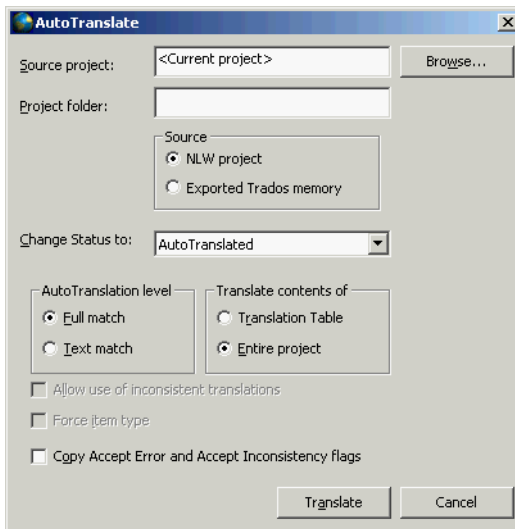 AutoTranslate
Source project:
<Current project>
Browse...
Project folder:
Source
NLW project
Exported Trados memory
Change Status to:
AutoTranslated
AutoTranslation level
Translate contents of
Full match
Translation Table
Text match
Entire project
Allow use of inconsistent translations
Force item type
Copy Accept Error and Accept Inconsistency flags
Translate
Cancel